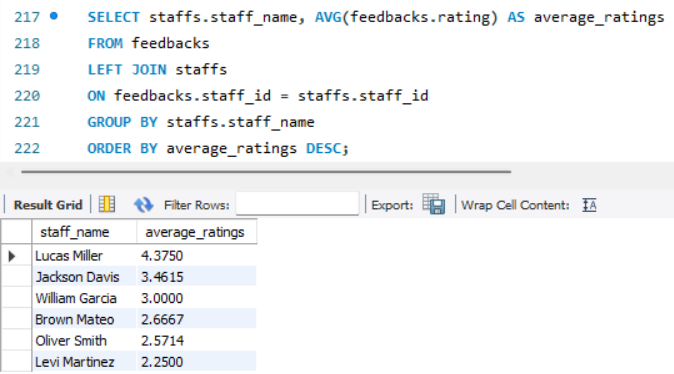 217 SELECT staffs.staff_name, AVG(feedbacks.rating) AS average_ratings
218 FROM feedbacks
219 LEFT JOIN staffs
220 ON feedbacks.staff_id = staffs.staff_id
221 GROUP BY staffs.staff_name
222 ORDER BY average_ratings DESC;
Result Grid Filter Rows: Export: Wrap Cell Content: IA
staff_name average_ratings
Lucas Miller 4.3750
Jackson Davis 3.4615
William Garcia 3.0000
Brown Mateo 2.6667
Oliver Smith 2.5714
Levi Martinez 2.2500